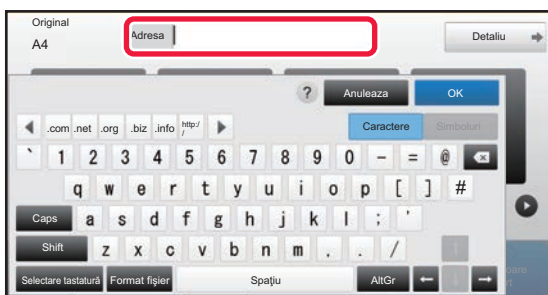 Original
A4
Adresa
Detaliu
? Anuleaza OK
.com .net .org .biz .info http:/
/
Caractere Simboluri
` 1 2 3 4 5 6 7 8 9 0 - = @
q w e r t y u i o p [ ] #
Caps a s d f g h j k l ; '
Shift z x c v b n m . . /
Selectare tastatură Format fişier Spaţiu AltGr